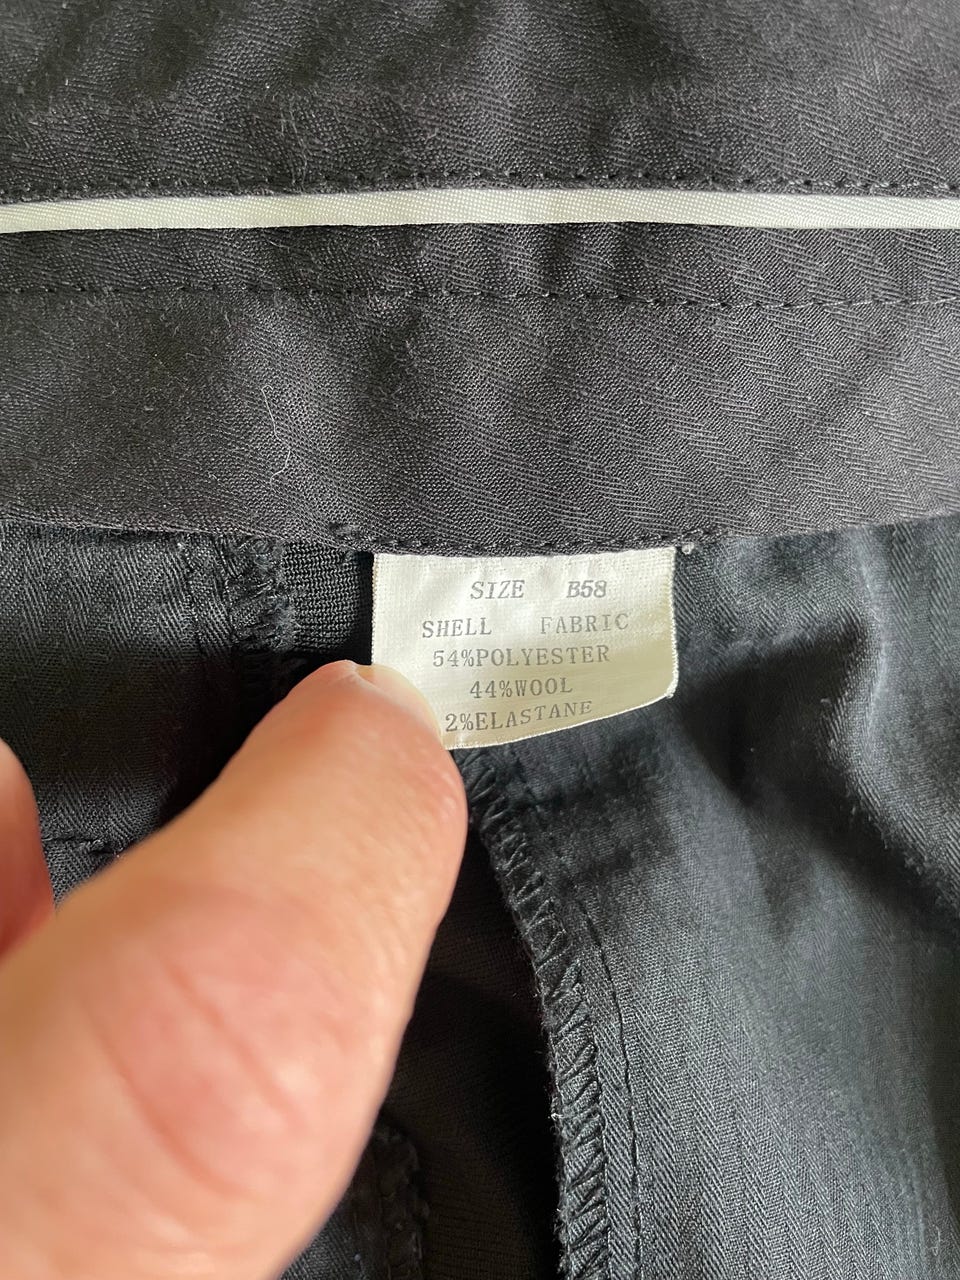 SIZE B58
SHELL FABRIC
54%POLYESTER
44%WOOL
2%ELASTANE